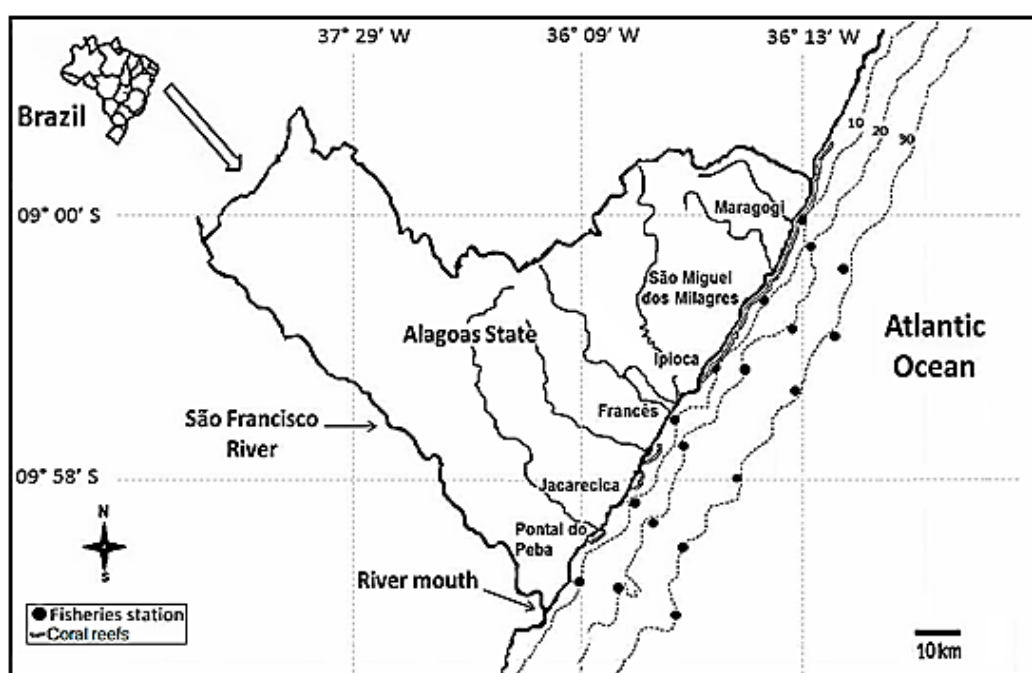 37° 29’ W
36° 09’ W
36° 13’ W
Brazil
10
20
30
09° 00’ S
Maragogi
São Miguel
dos Milagres
Atlantic
Ocean
Alagoas State
Ipioca
São Francisco
River
Francês
09° 58’ S
Jacarecica
N
Pontal do
Peba
S
River mouth
Fisheries station
Coral reefs
10km